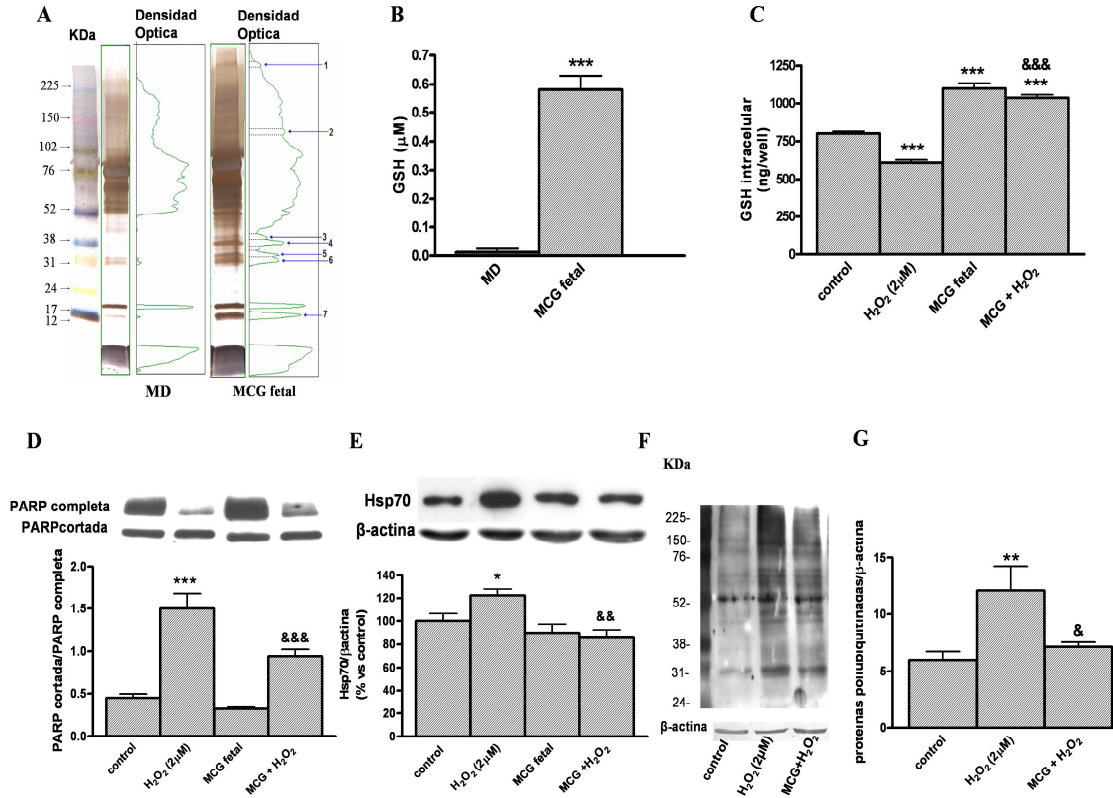 A
Densidad
Optica
Densidad
Optica
KDa
225
150
102
76
52
38
31
24
17
12
1
2
3
4
5
6
7
MD
MCG fetal
B
GSH (µM)
0.7
0.6
0.5
0.4
0.3
0.2
0.1
0.0
***
MD
MCG fetal
C
GSH intracelular
(ng/well)
1250
1000
750
500
250
0
***
***
&&&
***
control
H₂O₂ (2µM)
MCG fetal
MCG + H₂O₂
D
PARP completa
PARPcortada
PARP cortada/PARP completa
2.0
1.5
1.0
0.5
0.0
***
&&&
control
H₂O₂ (2µM)
MCG fetal
MCG + H₂O₂
E
Hsp70
β-actina
Hsp70/βactina
(% vs control)
140
120
100
80
60
40
20
0
*
&&
control
H₂O₂ (2µM)
MCG fetal
MCG +H₂O₂
F
KDa
225-
150-
76-
52-
38-
31-
24-
β-actina
control
H₂O₂ (2µM)
MCG+H₂O₂
G
proteinas poliubiquitinadas/β-actina
15
10
5
0
**
&
control
H₂O₂ (2µM)
MCG + H₂O₂